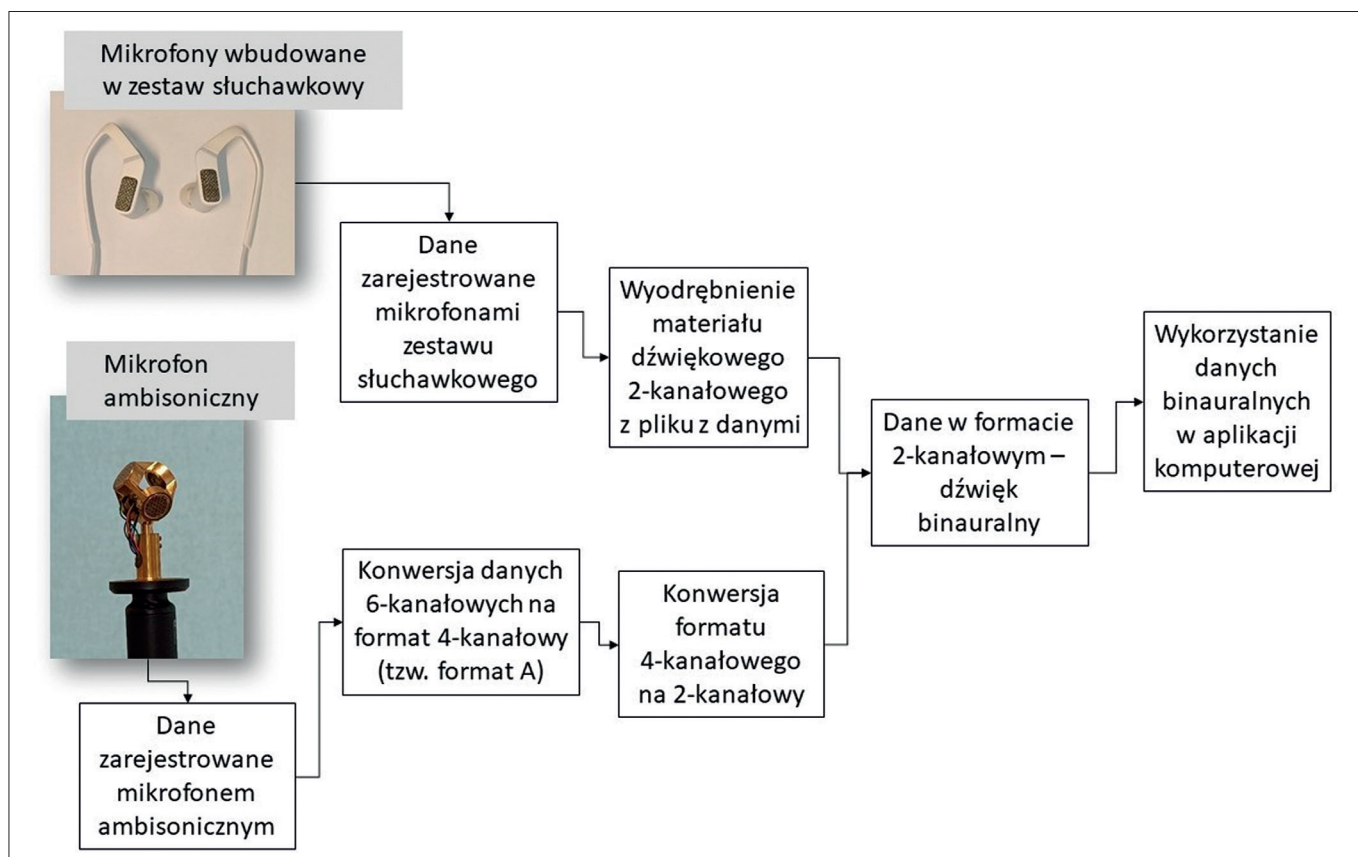 Mikrofony wbudowane
w zestaw słuchawkowy
Dane
zarejestrowane
mikrofonami
zestawu
słuchawkowego
Wyodrębnienie
materiału
dźwiękowego
2-kanałowego
z pliku z danymi
Mikrofon
ambisoniczny
Dane
zarejestrowane
mikrofonem
ambisonicznym
Konwersja danych
6-kanałowych na
format 4-kanałowy
(tzw. format A)
Konwersja
formatu
4-kanałowego
na 2-kanałowy
Dane w formacie
2-kanałowym –
dźwięk
binauralny
Wykorzystanie
danych
binauralnych
w aplikacji
komputerowej